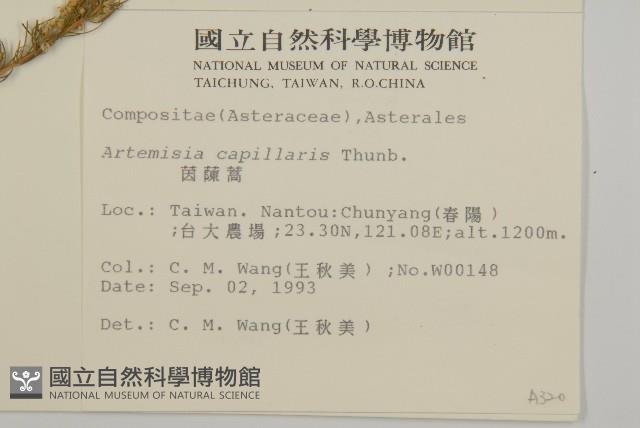 國立自然科學博物館
NATIONAL MUSEUM OF NATURAL SCIENCE
TAICHUNG, TAIWAN, R.O.CHINA
Compositae(Asteraceae),Asterales
Artemisia capillaris Thunb.
茵蔯蒿
Loc.: Taiwan. Nantou:Chunyang(春陽)
;台大農場;23.30N,121.08E;alt.1200m.
Col.: C. M. Wang(王秋美) ;No.W00148
Date: Sep. 02, 1993
Det.: C. M. Wang(王秋美)
國立自然科學博物館
NATIONAL MUSEUM OF NATURAL SCIENCE
A320